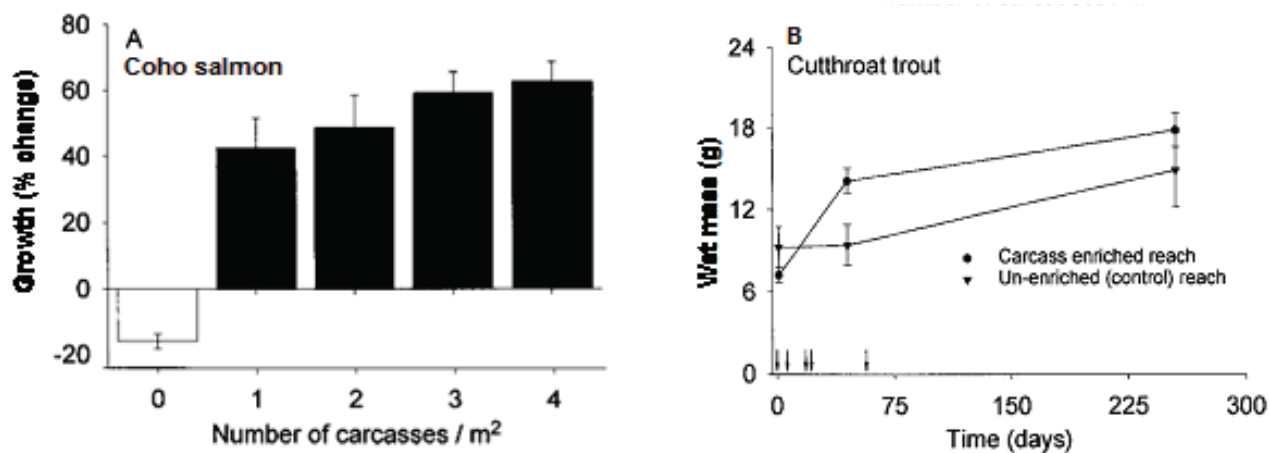 A
Coho salmon
Growth (% change)
80
60
40
20
0
-20
0 1 2 3 4
Number of carcasses / m²
B
Cutthroat trout
Wet mass (g)
24
18
12
6
0
Carcass enriched reach
Un-enriched (control) reach
0 75 150 225 300
Time (days)